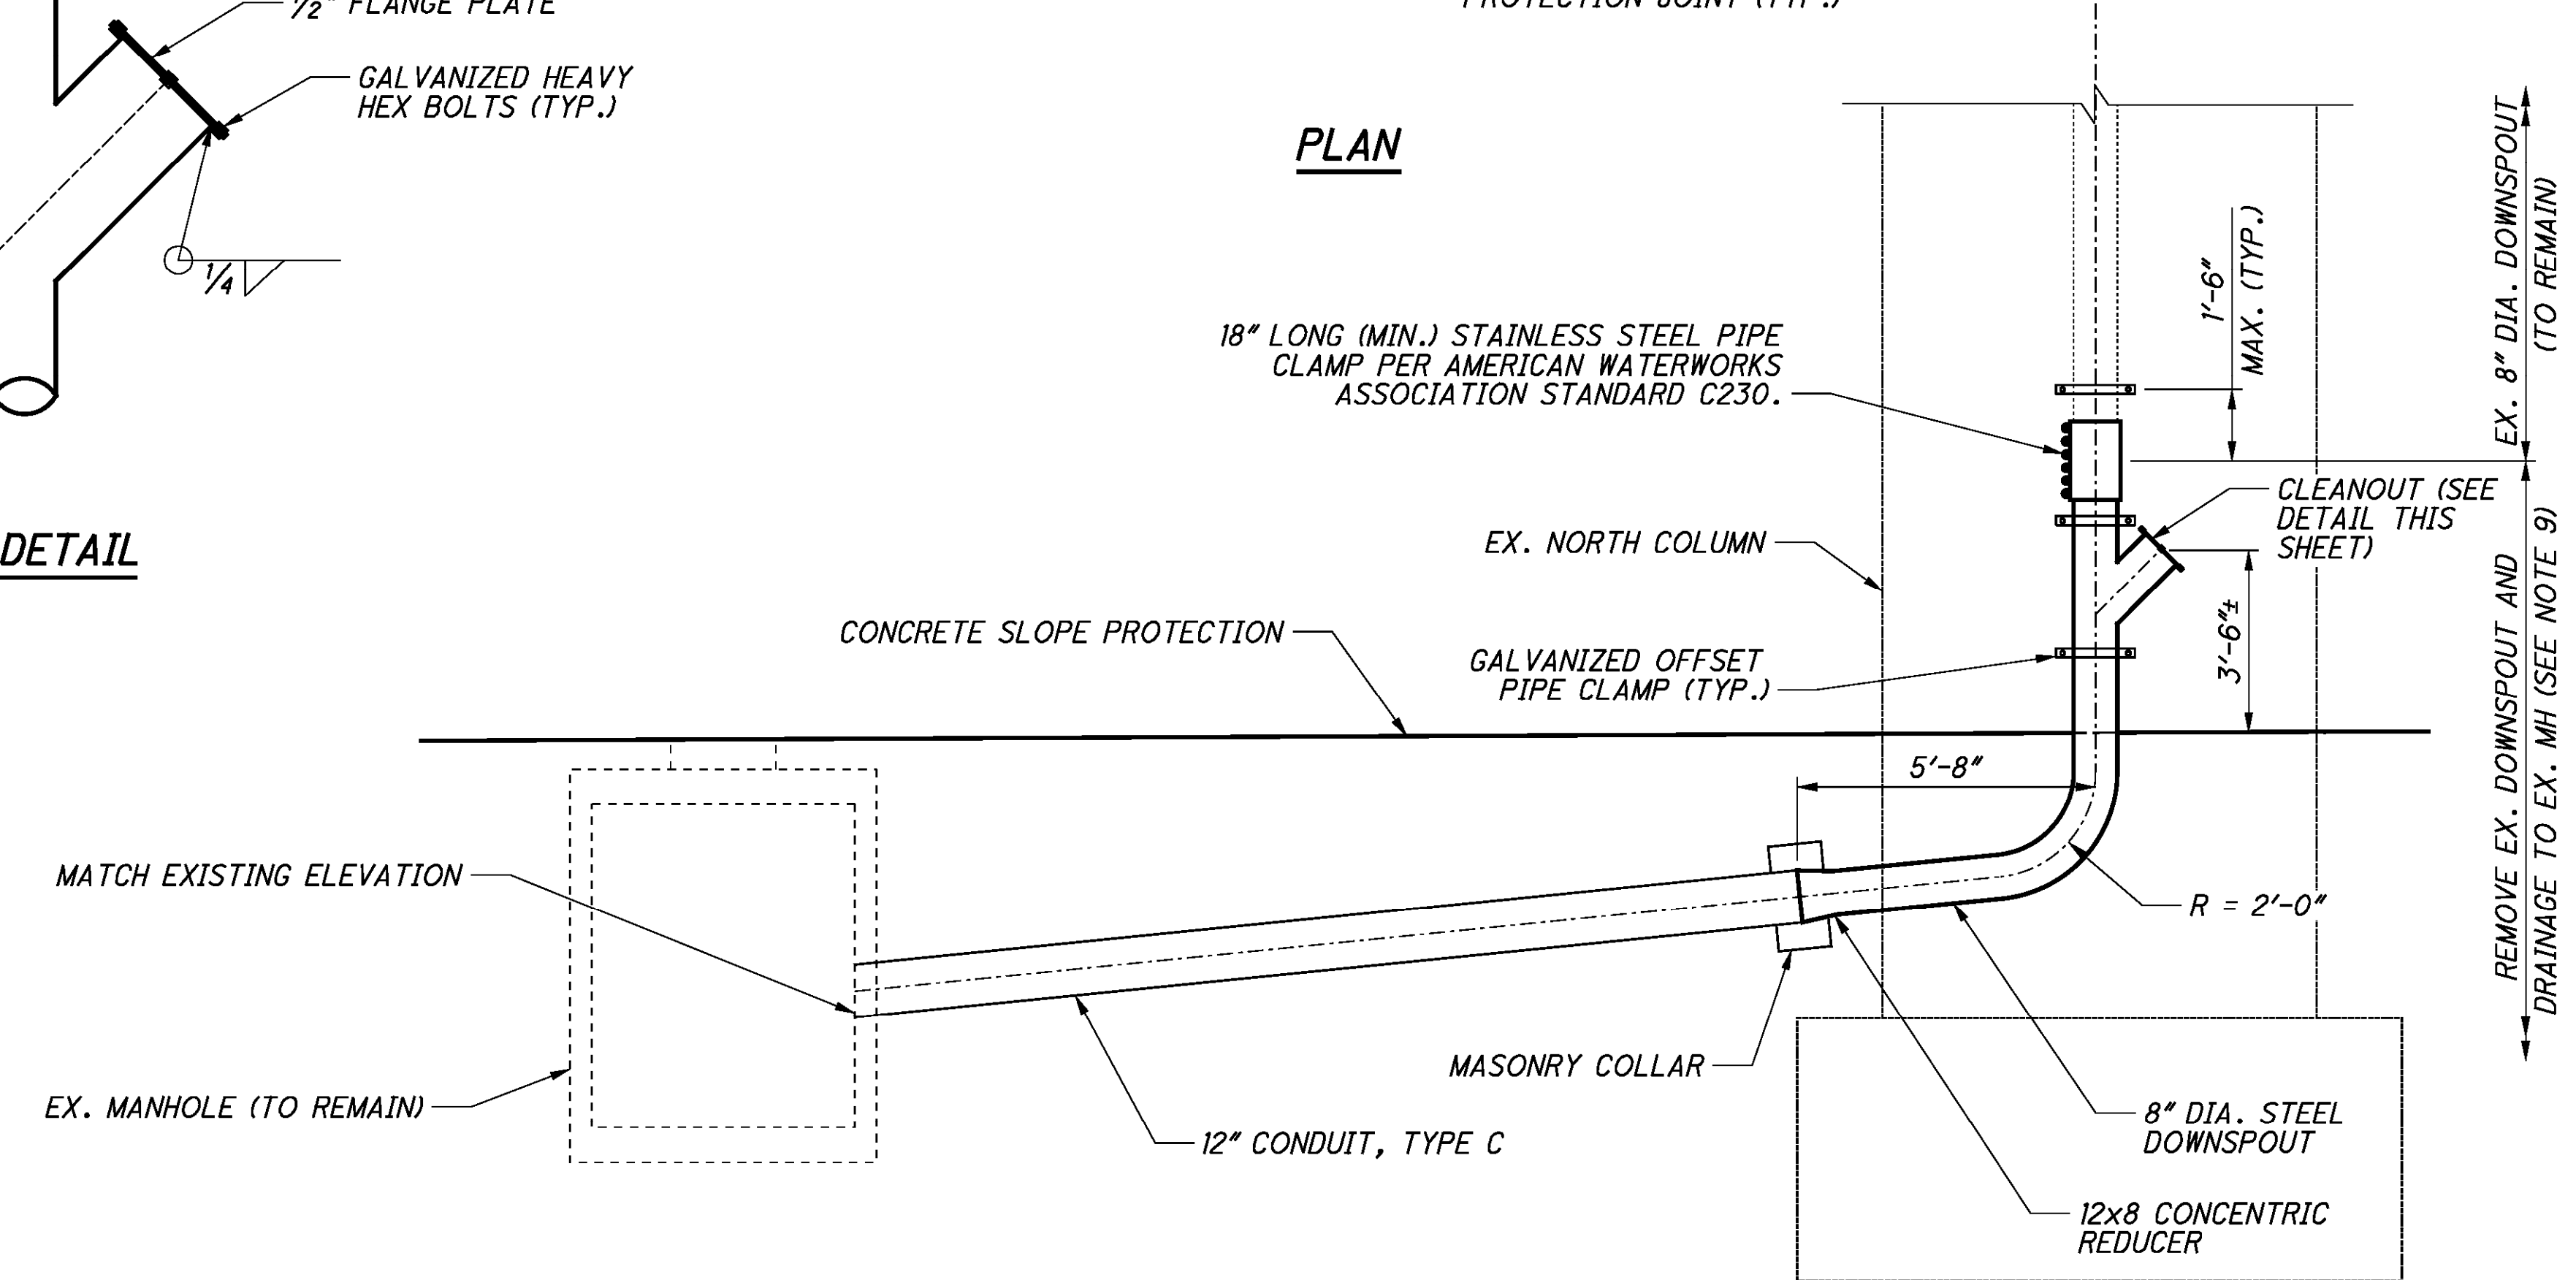 1/2" FLANGE PLATE
GALVANIZED HEAVY
HEX BOLTS (TYP.)
1/4
DETAIL
PROTECTION JOINT (TYP.)
PLAN
18" LONG (MIN.) STAINLESS STEEL PIPE
CLAMP PER AMERICAN WATERWORKS
ASSOCIATION STANDARD C230.
1'-6"
MAX. (TYP.)
EX. 8" DIA. DOWNSPOUT
(TO REMAIN)
CLEANOUT (SEE
DETAIL THIS
SHEET)
EX. NORTH COLUMN
CONCRETE SLOPE PROTECTION
GALVANIZED OFFSET
PIPE CLAMP (TYP.)
3'-6"±
REMOVE EX. DOWNSPOUT AND
DRAINAGE TO EX. MH (SEE NOTE 9)
5'-8"
MATCH EXISTING ELEVATION
R = 2'-0"
MASONRY COLLAR
EX. MANHOLE (TO REMAIN)
12" CONDUIT, TYPE C
8" DIA. STEEL
DOWNSPOUT
12x8 CONCENTRIC
REDUCER